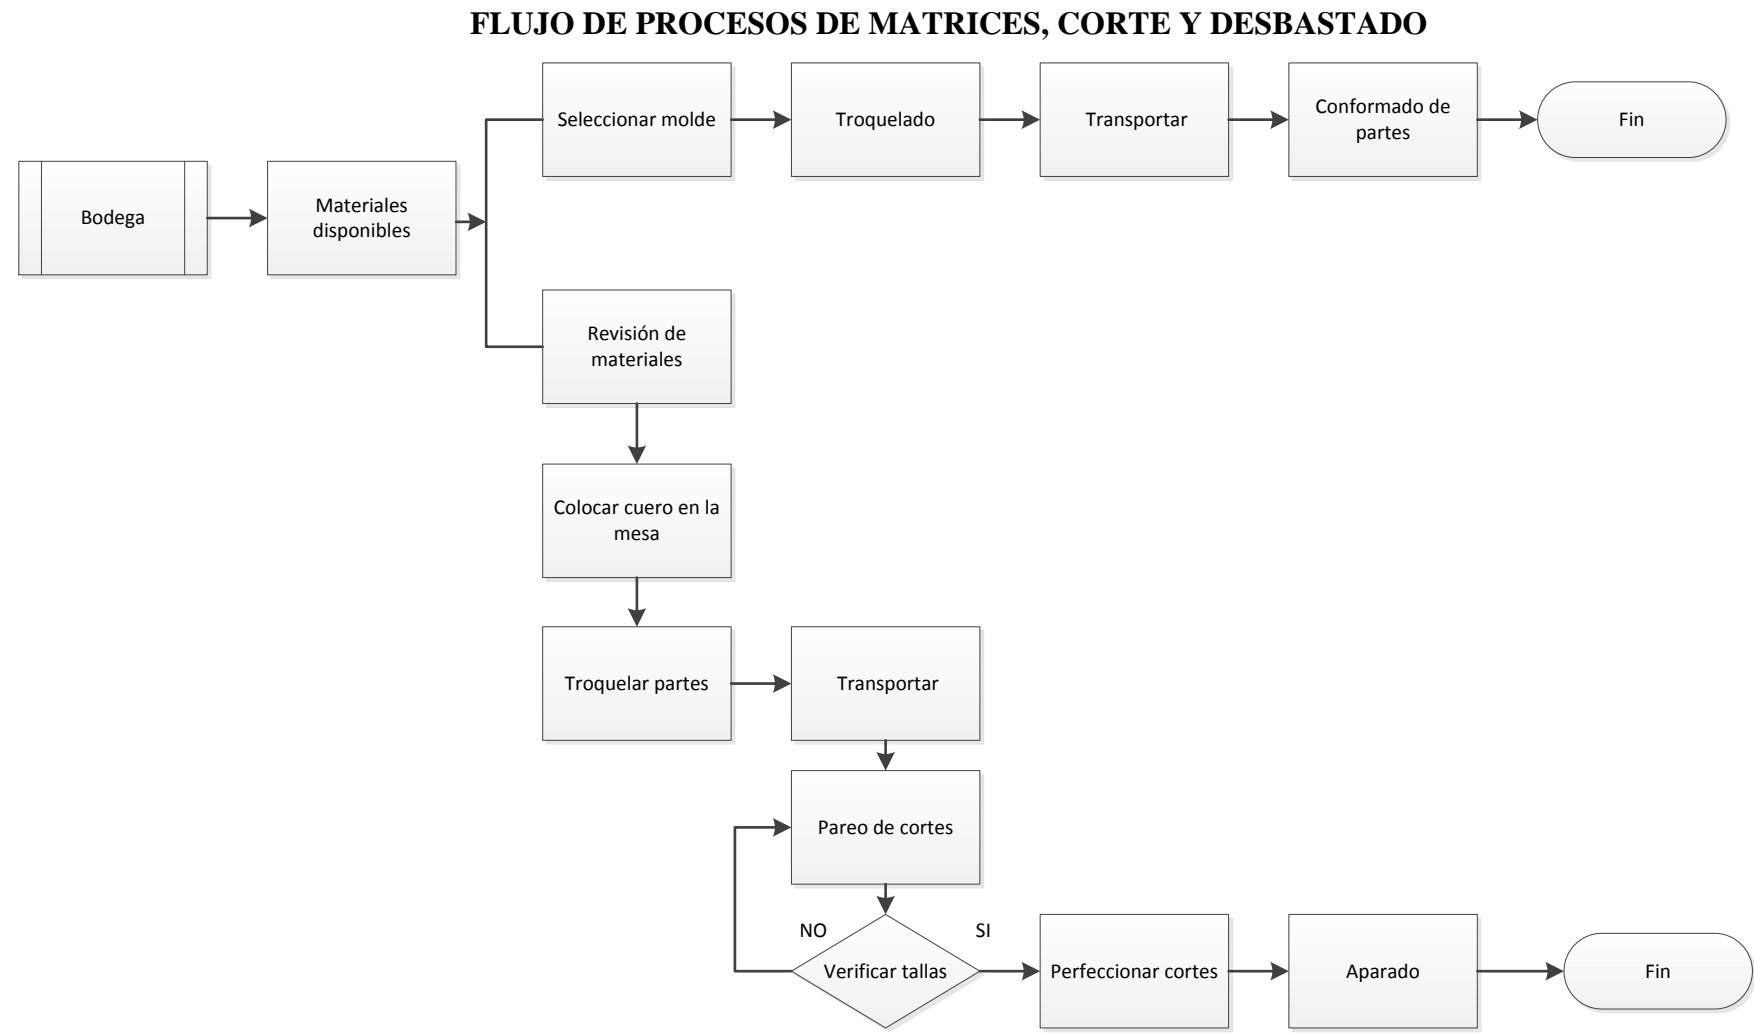 FLUJO DE PROCESOS DE MATRICES, CORTE Y DESBASTADO
Seleccionar molde
Troquelado
Transportar
Conformado de
partes
Fin
Bodega
Materiales
disponibles
Revisión de
materiales
Colocar cuero en la
mesa
Troquelar partes
Transportar
Pareo de cortes
NO
SI
Verificar tallas
Perfeccionar cortes
Aparado
Fin